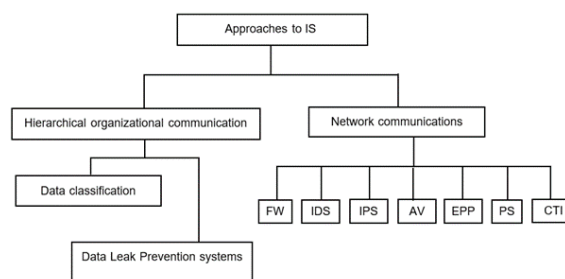 Approaches to IS
Hierarchical organizational communication
Network communications
Data classification
FW
IDS
IPS
AV
EPP
PS
CTI
Data Leak Prevention systems